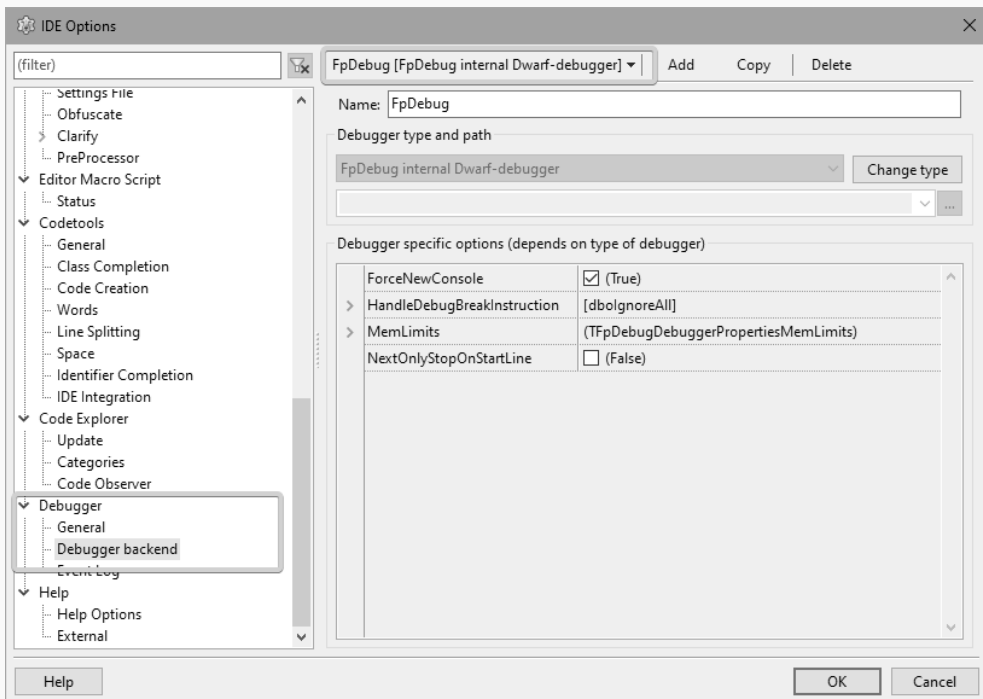 IDE Options
(filter)
FpDebug [FpDebug internal Dwarf-debugger]
Add
Copy
Delete
Settings File
Obfuscate
Clarify
PreProcessor
Editor Macro Script
Status
Codetools
General
Class Completion
Code Creation
Words
Line Splitting
Space
Identifier Completion
IDE Integration
Code Explorer
Update
Categories
Code Observer
Debugger
General
Debugger backend
Event Log
Help
Help Options
External
Name: FpDebug
Debugger type and path
FpDebug internal Dwarf-debugger
Change type
...
Debugger specific options (depends on type of debugger)
ForceNewConsole (True)
HandleDebugBreakInstruction [dboIgnoreAll]
MemLimits (TFpDebugDebuggerPropertiesMemLimits)
NextOnlyStopOnStartLine (False)
Help
OK
Cancel